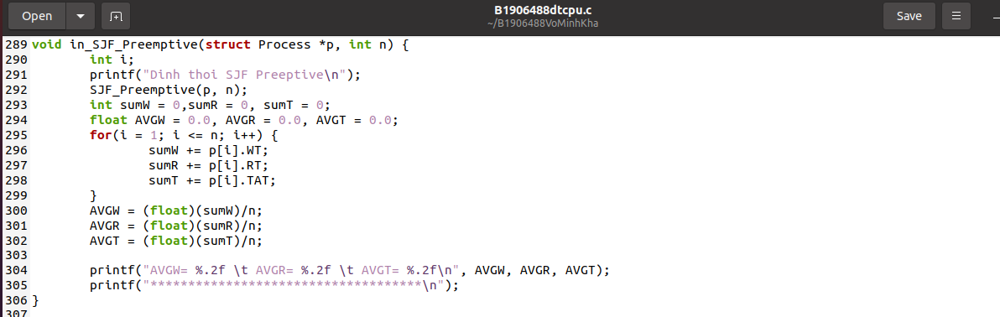 Open
B1906488dtcpu.c
~/B1906488VoMinhKha
Save
289 void in_SJF_Preemptive(struct Process *p, int n) {
290         int i;
291         printf("Dinh thoi SJF Preeptive\n");
292         SJF_Preemptive(p, n);
293         int sumW = 0,sumR = 0, sumT = 0;
294         float AVGW = 0.0, AVGR = 0.0, AVGT = 0.0;
295         for(i = 1; i <= n; i++) {
296                 sumW += p[i].WT;
297                 sumR += p[i].RT;
298                 sumT += p[i].TAT;
299         }
300         AVGW = (float)(sumW)/n;
301         AVGR = (float)(sumR)/n;
302         AVGT = (float)(sumT)/n;
303
304         printf("AVGW= %.2f \t AVGR= %.2f \t AVGT= %.2f\n", AVGW, AVGR, AVGT);
305         printf("************************************\n");
306 }
307